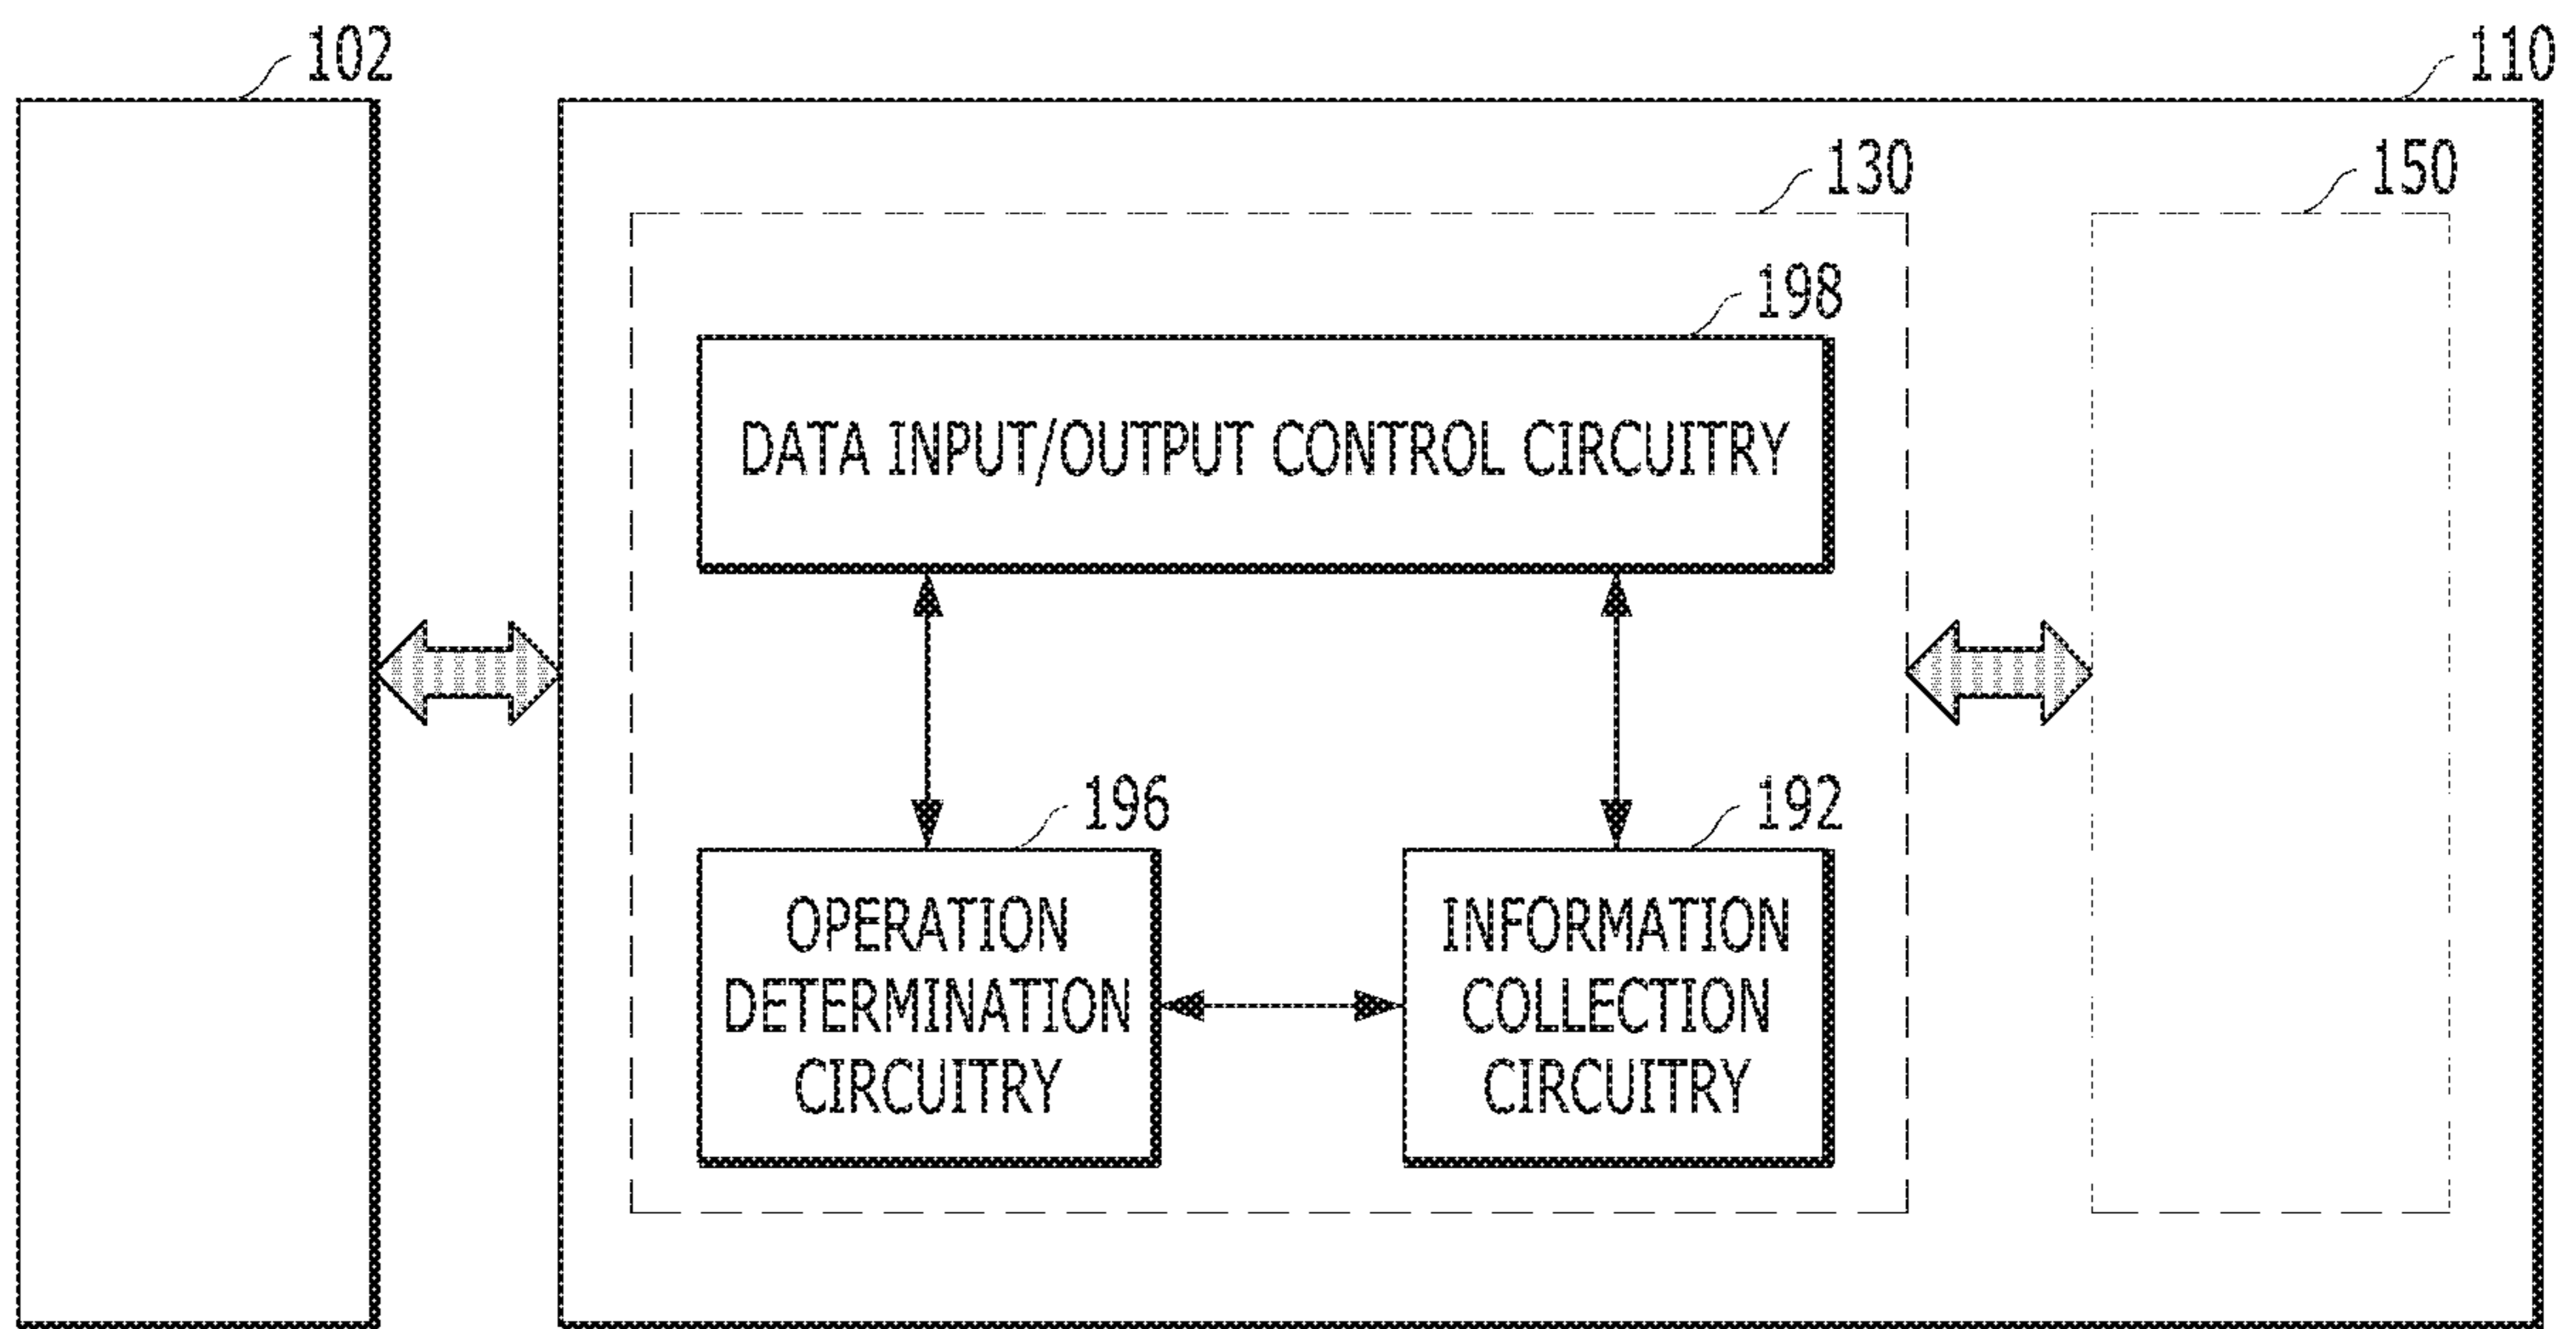 102
110
130
150
198
DATA INPUT/OUTPUT CONTROL CIRCUITRY
196
192
OPERATION
DETERMINATION
CIRCUITRY
INFORMATION
COLLECTION
CIRCUITRY